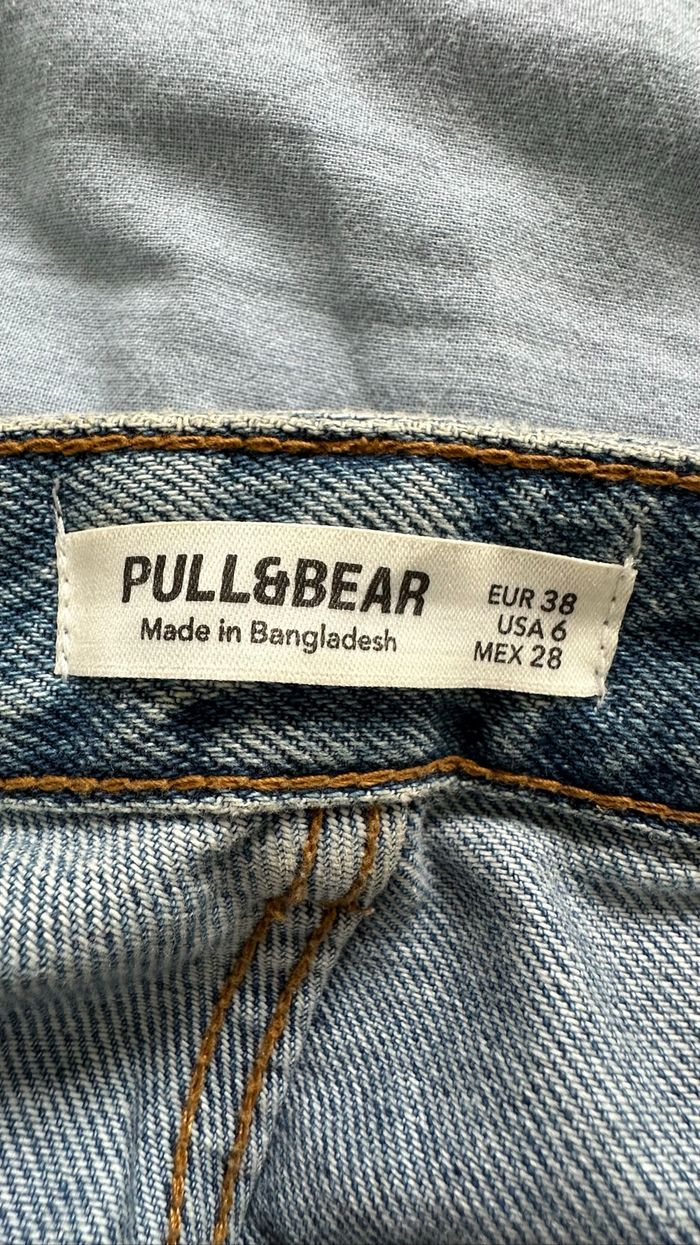 PULL&BEAR
Made in Bangladesh
EUR 38
USA 6
MEX 28